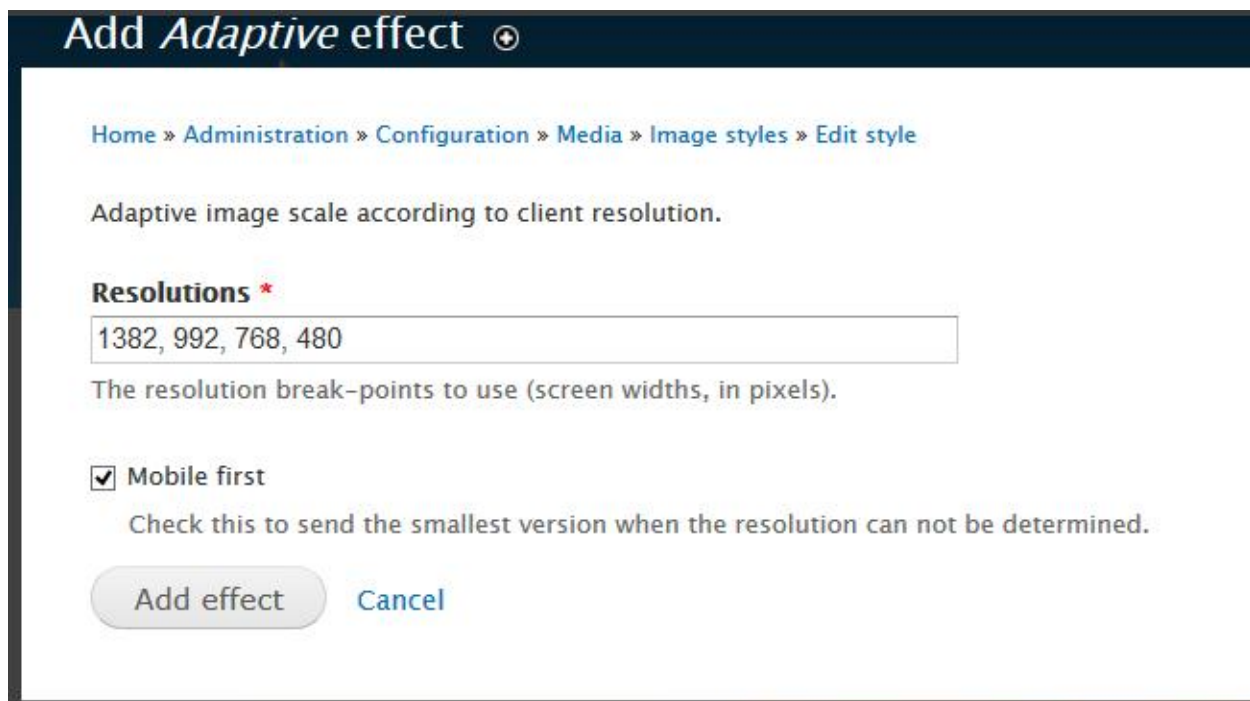 Add Adaptive effect
Home » Administration » Configuration » Media » Image styles » Edit style
Adaptive image scale according to client resolution.
Resolutions *
1382, 992, 768, 480
The resolution break-points to use (screen widths, in pixels).
Mobile first
Check this to send the smallest version when the resolution can not be determined.
Add effect Cancel